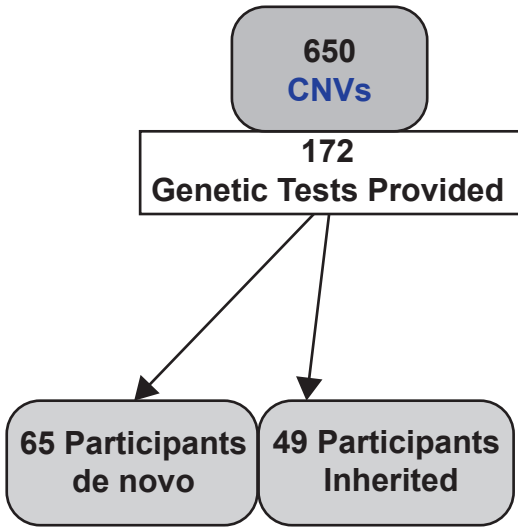 650
CNVs
172
Genetic Tests Provided
65 Participants
de novo
49 Participants
Inherited